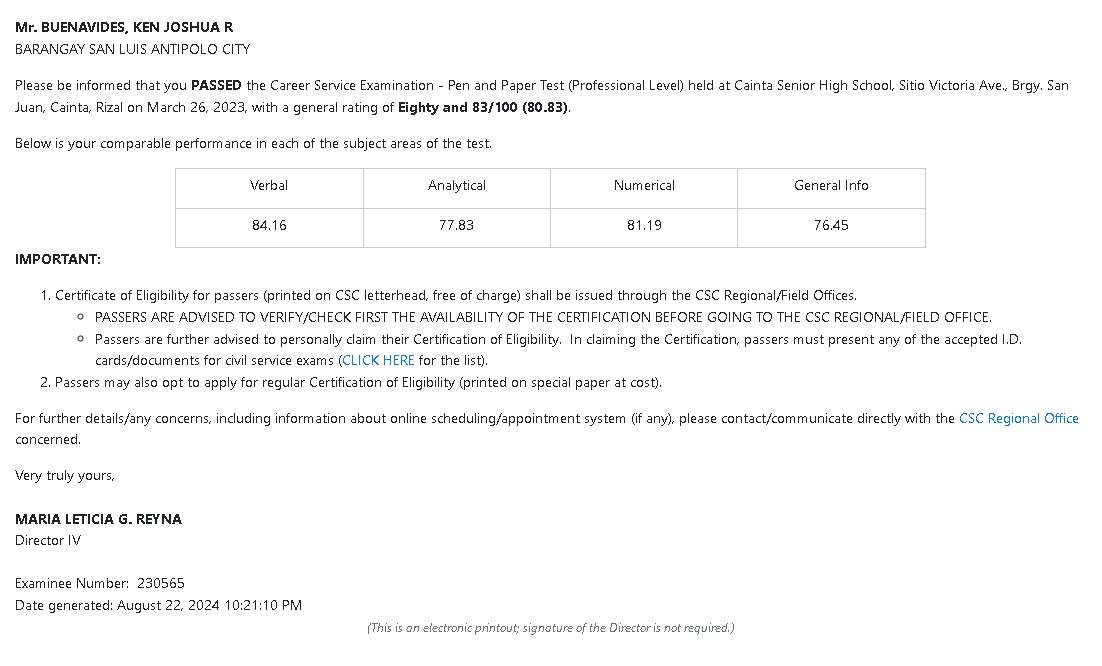 Mr. BUENAVIDES, KEN JOSHUA R
BARANGAY SAN LUIS ANTIPOLO CITY
Please be informed that you PASSED the Career Service Examination - Pen and Paper Test (Professional Level) held at Cainta Senior High School, Sitio Victoria Ave., Brgy. San
Juan, Cainta, Rizal on March 26, 2023, with a general rating of Eighty and 83/100 (80.83).
Below is your comparable performance in each of the subject areas of the test.
Verbal Analytical Numerical General Info
84.16 77.83 81.19 76.45
IMPORTANT:
1. Certificate of Eligibility for passers (printed on CSC letterhead, free of charge) shall be issued through the CSC Regional/Field Offices.
PASSERS ARE ADVISED TO VERIFY/CHECK FIRST THE AVAILABILITY OF THE CERTIFICATION BEFORE GOING TO THE CSC REGIONAL/FIELD OFFICE.
Passers are further advised to personally claim their Certification of Eligibility. In claiming the Certification, passers must present any of the accepted I.D.
cards/documents for civil service exams (CLICK HERE for the list).
2. Passers may also opt to apply for regular Certification of Eligibility (printed on special paper at cost).
For further details/any concerns, including information about online scheduling/appointment system (if any), please contact/communicate directly with the CSC Regional Office
concerned.
Very truly yours,
MARIA LETICIA G. REYNA
Director IV
Examinee Number: 230565
Date generated: August 22, 2024 10:21:10 PM
(This is an electronic printout; signature of the Director is not required.)